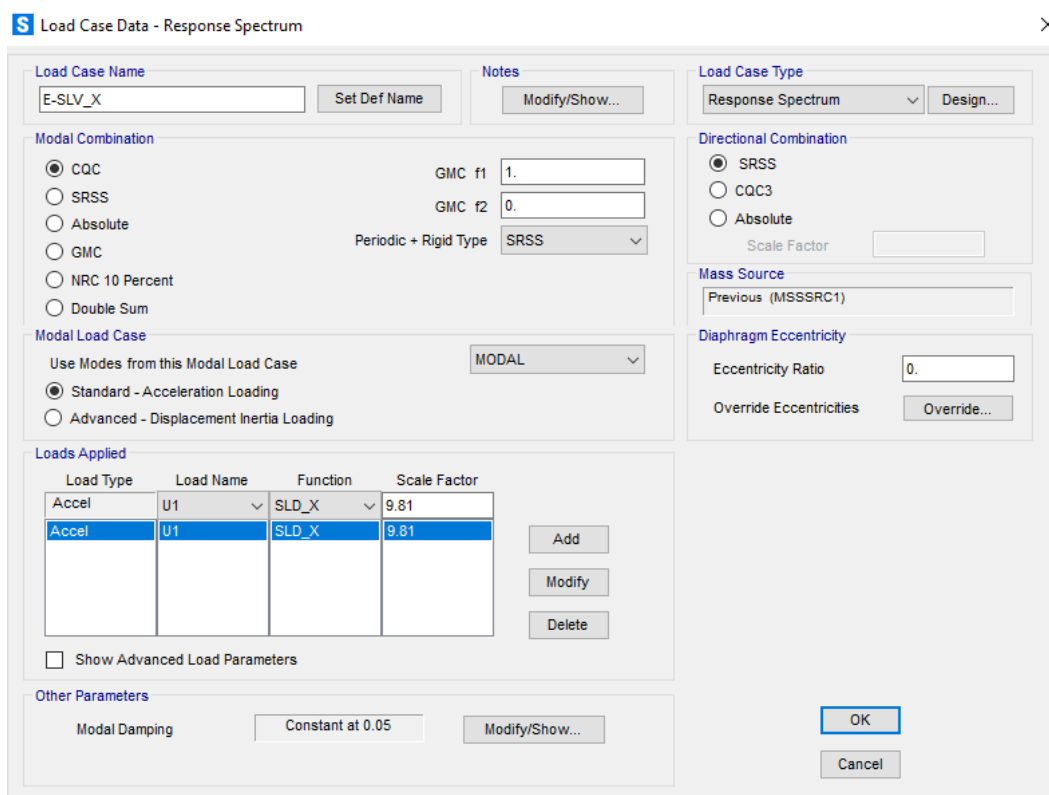 S Load Case Data - Response Spectrum
Load Case Name
E-SLV_X
Set Def Name
Notes
Modify/Show...
Load Case Type
Response Spectrum
Design...
Modal Combination
CQC
SRSS
Absolute
GMC
NRC 10 Percent
Double Sum
GMC f1 1.
GMC f2 0.
Periodic + Rigid Type SRSS
Directional Combination
SRSS
CQC3
Absolute
Scale Factor
Mass Source
Previous (MSSSRC1)
Modal Load Case
Use Modes from this Modal Load Case MODAL
Standard - Acceleration Loading
Advanced - Displacement Inertia Loading
Diaphragm Eccentricity
Eccentricity Ratio 0.
Override Eccentricities Override...
Loads Applied
Load Type Load Name Function Scale Factor
Accel U1 SLD_X 9.81
Accel U1 SLD_X 9.81
Add
Modify
Delete
Show Advanced Load Parameters
Other Parameters
Modal Damping Constant at 0.05 Modify/Show...
OK
Cancel